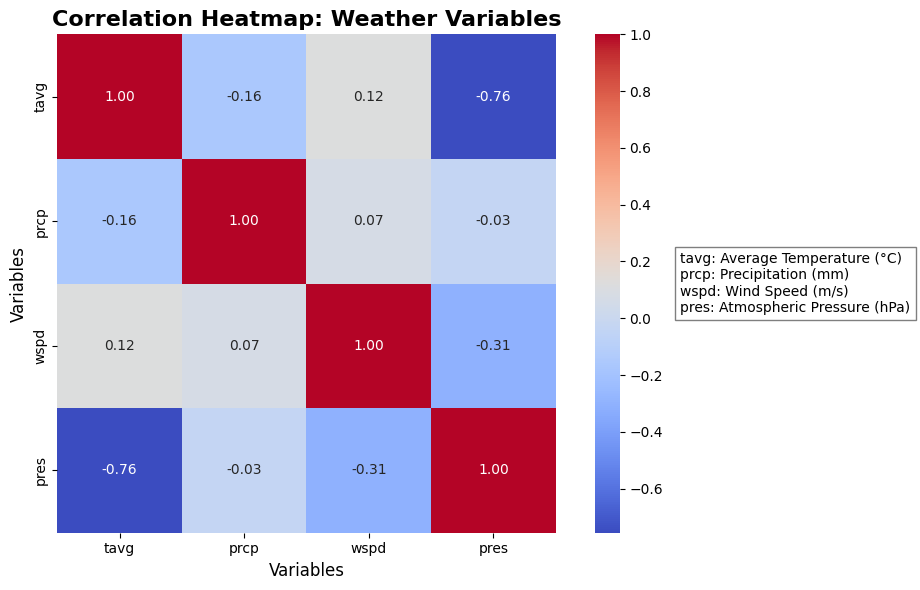 Correlation Heatmap: Weather Variables
Variables
tavg
1.00
-0.16
0.12
-0.76
prcp
-0.16
1.00
0.07
-0.03
wspd
0.12
0.07
1.00
-0.31
pres
-0.76
-0.03
-0.31
1.00
tavg
prcp
wspd
pres
Variables
1.0
0.8
0.6
0.4
0.2
0.0
−0.2
−0.4
−0.6
tavg: Average Temperature (°C)
prcp: Precipitation (mm)
wspd: Wind Speed (m/s)
pres: Atmospheric Pressure (hPa)